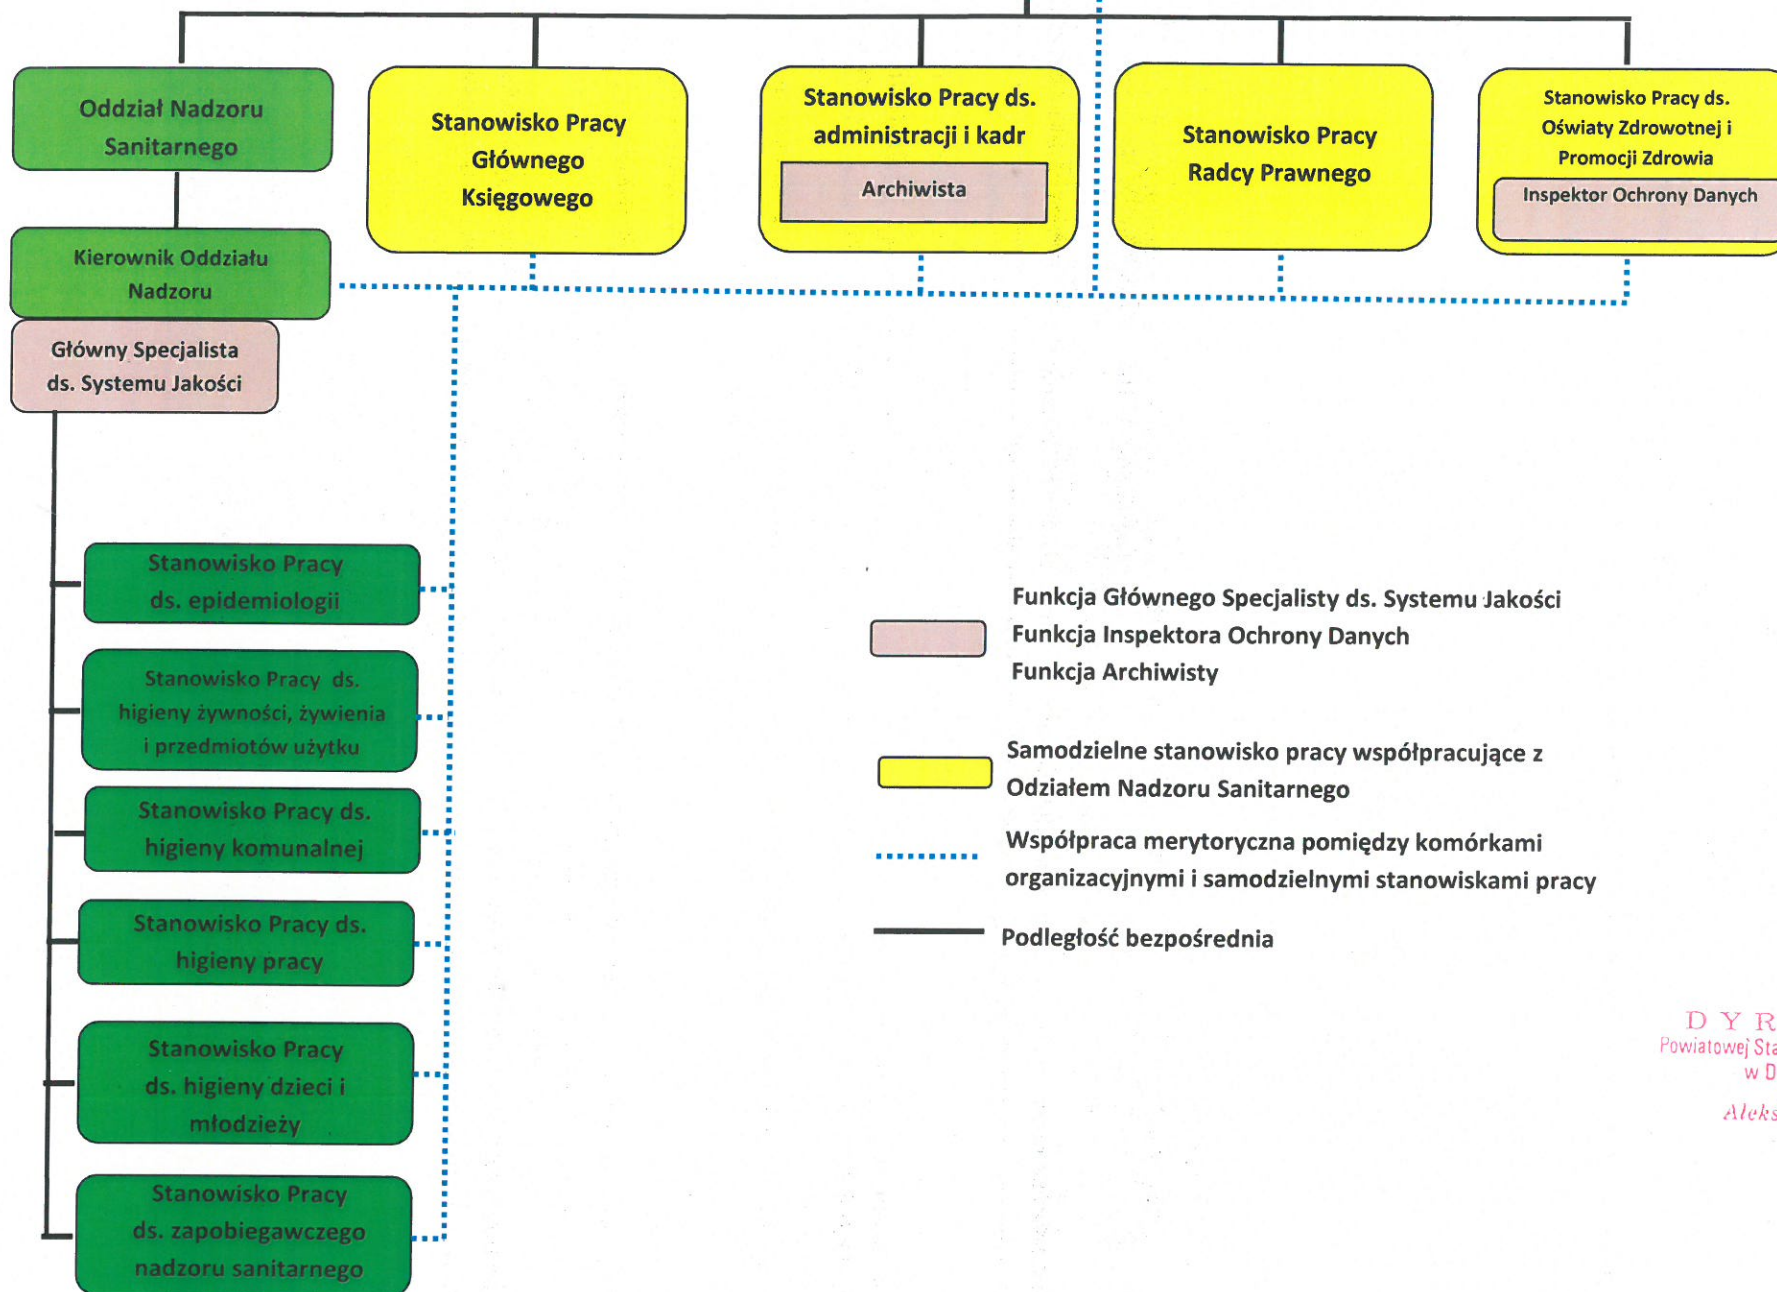 Oddział Nadzoru
Sanitarnego
Stanowisko Pracy
Głównego
Księgowego
Stanowisko Pracy ds.
administracji i kadr
Archiwista
Stanowisko Pracy
Radcy Prawnego
Stanowisko Pracy ds.
Oświaty Zdrowotnej i
Promocji Zdrowia
Inspektor Ochrony Danych
Kierownik Oddziału
Nadzoru
Główny Specjalista
ds. Systemu Jakości
Stanowisko Pracy
ds. epidemiologii
Stanowisko Pracy ds.
higieny żywności, żywienia
i przedmiotów użytku
Stanowisko Pracy ds.
higieny komunalnej
Stanowisko Pracy ds.
higieny pracy
Stanowisko Pracy
ds. higieny dzieci i
młodzieży
Stanowisko Pracy
ds. zapobiegawczego
nadzoru sanitarnego
Funkcja Głównego Specjalisty ds. Systemu Jakości
Funkcja Inspektora Ochrony Danych
Funkcja Archiwisty
Samodzielne stanowisko pracy współpracujące z
Odziałem Nadzoru Sanitarnego
Współpraca merytoryczna pomiędzy komórkami
organizacyjnymi i samodzielnymi stanowiskami pracy
Podległość bezpośrednia
D Y R
Powiatowej Sta
w D
Aleks